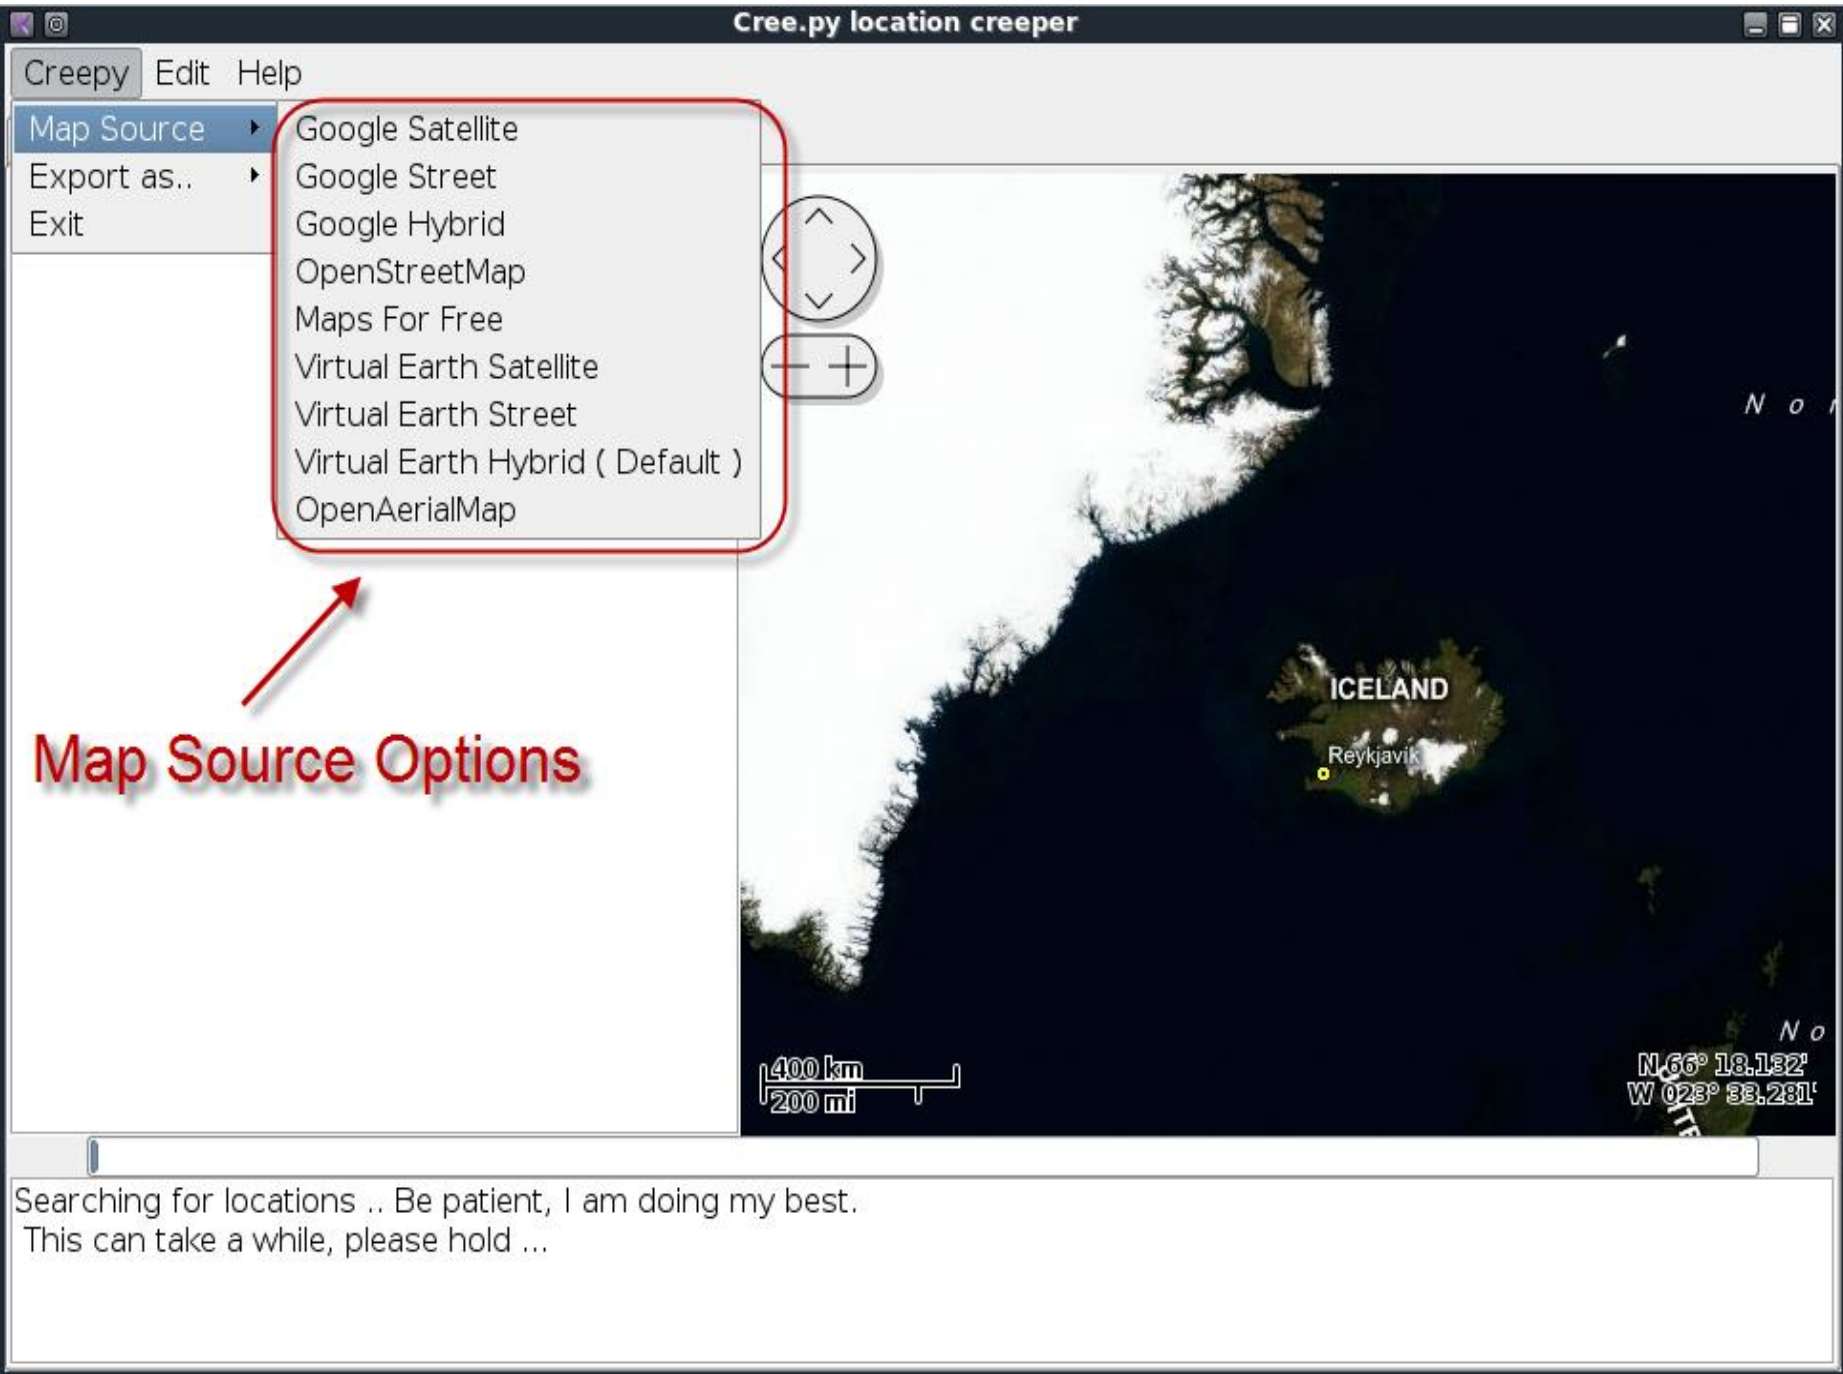 Cree.py location creeper
Creepy Edit Help
Map Source
Export as..
Exit
Google Satellite
Google Street
Google Hybrid
OpenStreetMap
Maps For Free
Virtual Earth Satellite
Virtual Earth Street
Virtual Earth Hybrid ( Default )
OpenAerialMap
Map Source Options
N o r
ICELAND
Reykjavik
N o
400 km
200 mi
N 66° 18.132'
W 023° 33.281'
Searching for locations .. Be patient, I am doing my best.
This can take a while, please hold ...